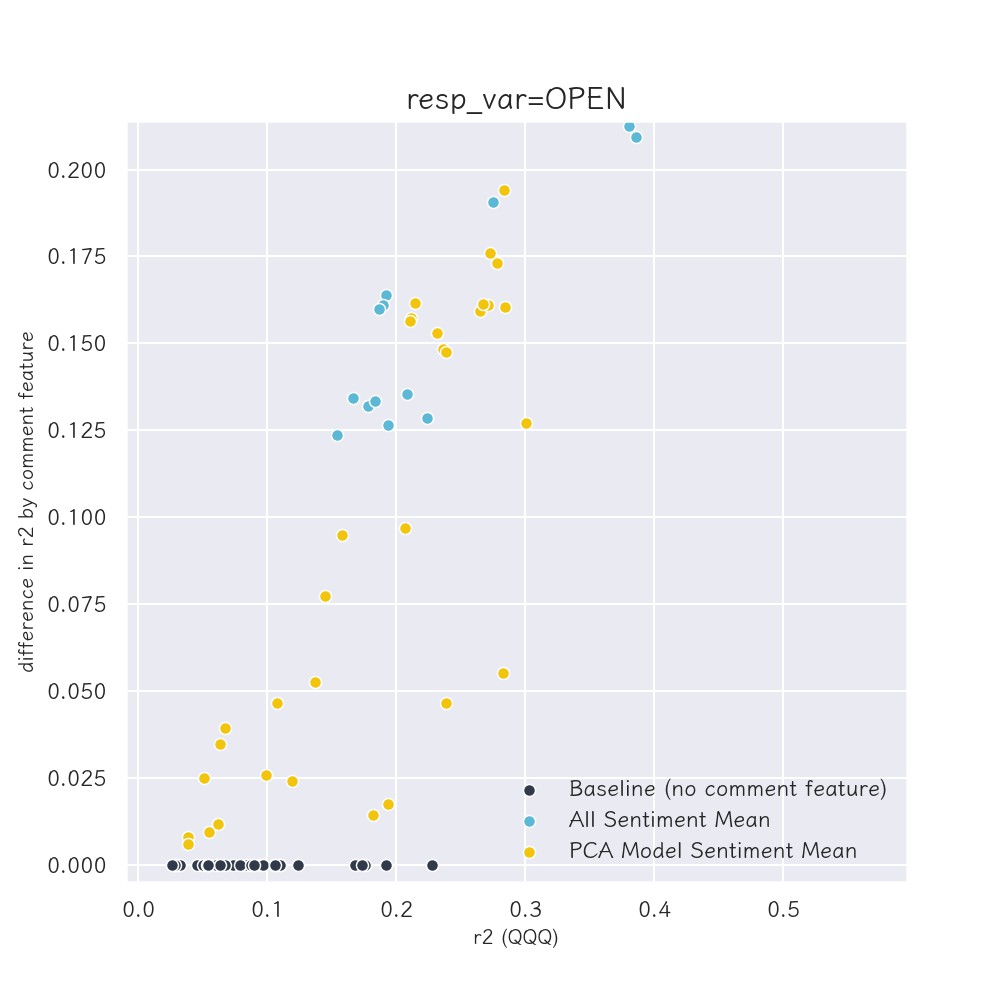 resp_var=OPEN
0.200
0.175
0.150
0.125
0.100
0.075
0.050
0.025
0.000
difference in r2 by comment feature
Baseline (no comment feature)
All Sentiment Mean
PCA Model Sentiment Mean
0.0 0.1 0.2 0.3 0.4 0.5
r2 (QQQ)